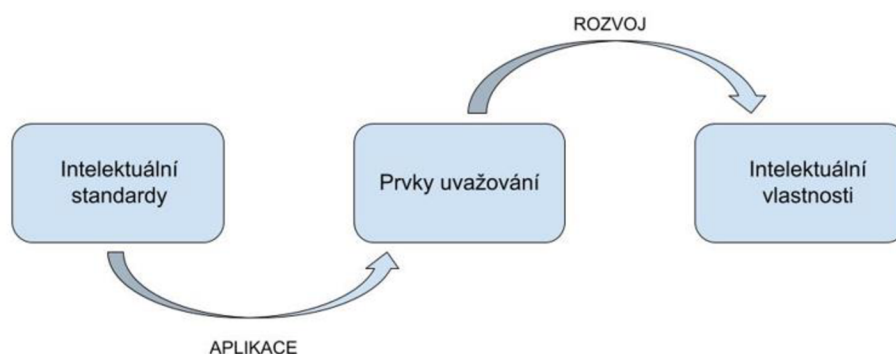 ROZVOJ
Intelektuální
standardy
Prvky uvažování
Intelektuální
vlastnosti
APLIKACE